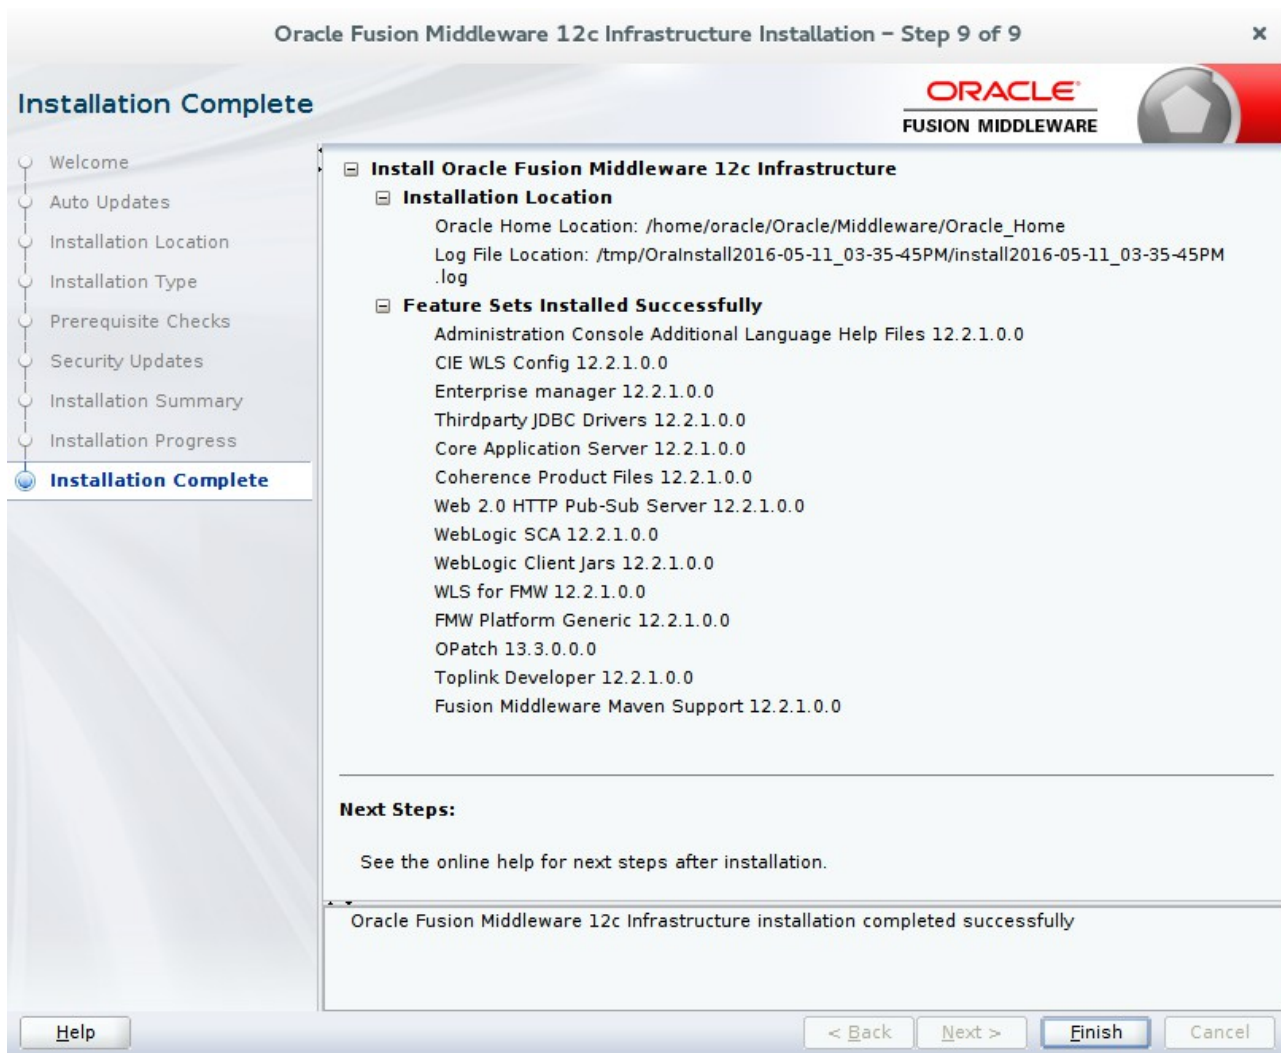 Oracle Fusion Middleware 12c Infrastructure Installation – Step 9 of 9
Installation Complete
ORACLE
FUSION MIDDLEWARE
Welcome
Auto Updates
Installation Location
Installation Type
Prerequisite Checks
Security Updates
Installation Summary
Installation Progress
Installation Complete
Install Oracle Fusion Middleware 12c Infrastructure
Installation Location
Oracle Home Location: /home/oracle/Oracle/Middleware/Oracle_Home
Log File Location: /tmp/OraInstall2016-05-11_03-35-45PM/install2016-05-11_03-35-45PM
.log
Feature Sets Installed Successfully
Administration Console Additional Language Help Files 12.2.1.0.0
CIE WLS Config 12.2.1.0.0
Enterprise manager 12.2.1.0.0
Thirdparty JDBC Drivers 12.2.1.0.0
Core Application Server 12.2.1.0.0
Coherence Product Files 12.2.1.0.0
Web 2.0 HTTP Pub-Sub Server 12.2.1.0.0
WebLogic SCA 12.2.1.0.0
WebLogic Client Jars 12.2.1.0.0
WLS for FMW 12.2.1.0.0
FMW Platform Generic 12.2.1.0.0
OPatch 13.3.0.0.0
Toplink Developer 12.2.1.0.0
Fusion Middleware Maven Support 12.2.1.0.0
Next Steps:
See the online help for next steps after installation.
Oracle Fusion Middleware 12c Infrastructure installation completed successfully
Help
< Back
Next >
Finish
Cancel